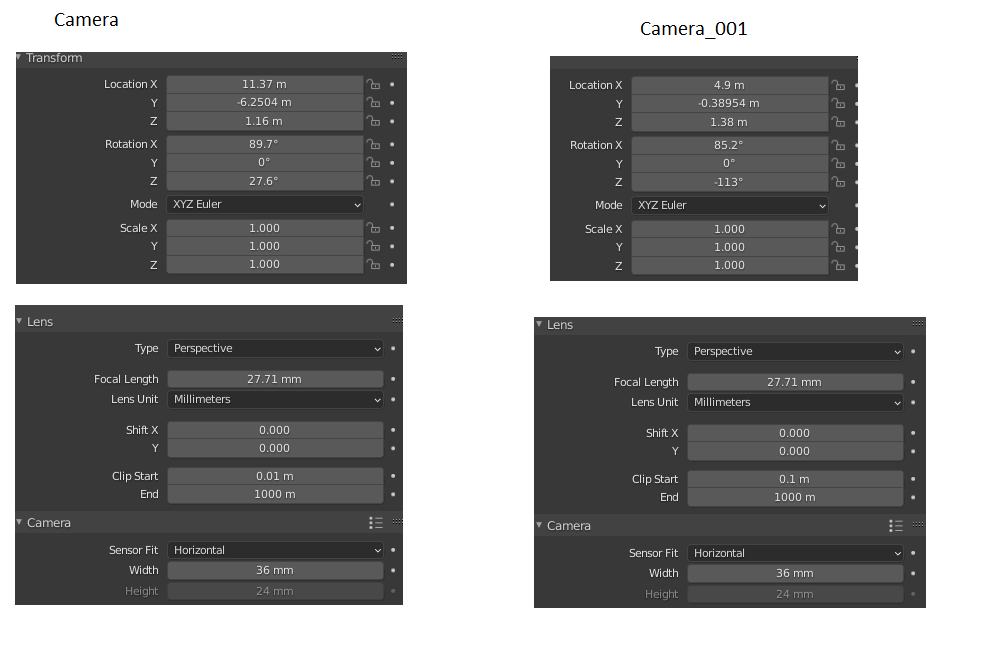 Camera
Transform
Location X 11.37 m
Y -6.2504 m
Z 1.16 m
Rotation X 89.7°
Y 0°
Z 27.6°
Mode XYZ Euler
Scale X 1.000
Y 1.000
Z 1.000
Lens
Type Perspective
Focal Length 27.71 mm
Lens Unit Millimeters
Shift X 0.000
Y 0.000
Clip Start 0.01 m
End 1000 m
Camera
Sensor Fit Horizontal
Width 36 mm
Height 24 mm
Camera_001
Location X 4.9 m
Y -0.38954 m
Z 1.38 m
Rotation X 85.2°
Y 0°
Z -113°
Mode XYZ Euler
Scale X 1.000
Y 1.000
Z 1.000
Lens
Type Perspective
Focal Length 27.71 mm
Lens Unit Millimeters
Shift X 0.000
Y 0.000
Clip Start 0.1 m
End 1000 m
Camera
Sensor Fit Horizontal
Width 36 mm
Height 24 mm